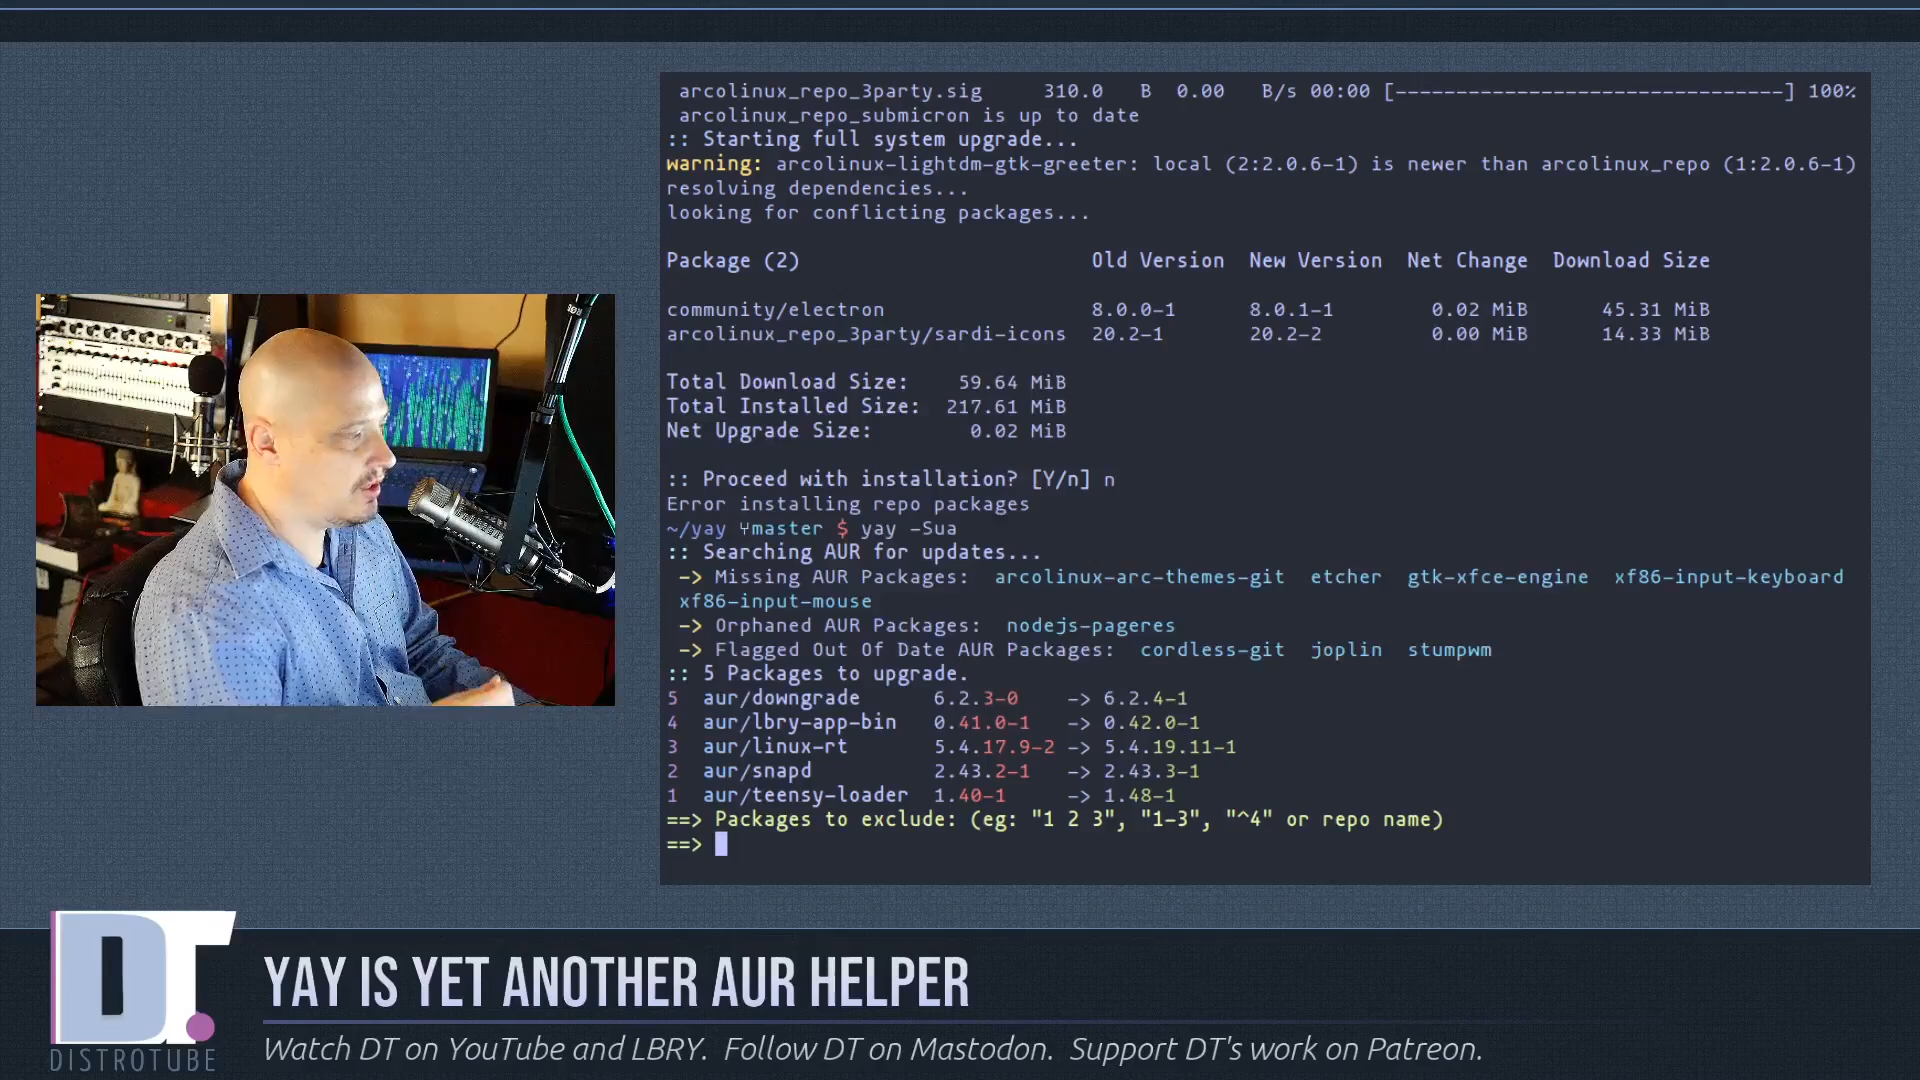 arcolinux_repo_3party.sig 310.0 B 0.00 B/s 00:00 [--------------------------------] 100%
arcolinux_repo_submicron is up to date
:: Starting full system upgrade...
warning: arcolinux-lightdm-gtk-greeter: local (2:2.0.6-1) is newer than arcolinux_repo (1:2.0.6-1)
resolving dependencies...
looking for conflicting packages...
Package (2) Old Version New Version Net Change Download Size
community/electron 8.0.0-1 8.0.1-1 0.02 MiB 45.31 MiB
arcolinux_repo_3party/sardi-icons 20.2-1 20.2-2 0.00 MiB 14.33 MiB
Total Download Size: 59.64 MiB
Total Installed Size: 217.61 MiB
Net Upgrade Size: 0.02 MiB
:: Proceed with installation? [Y/n] n
Error installing repo packages
~/yay Ψmaster $ yay -Sua
:: Searching AUR for updates...
-> Missing AUR Packages: arcolinux-arc-themes-git etcher gtk-xfce-engine xf86-input-keyboard
xf86-input-mouse
-> Orphaned AUR Packages: nodejs-pageres
-> Flagged Out Of Date AUR Packages: cordless-git joplin stumpwm
:: 5 Packages to upgrade.
5 aur/downgrade 6.2.3-0 -> 6.2.4-1
4 aur/lbry-app-bin 0.41.0-1 -> 0.42.0-1
3 aur/linux-rt 5.4.17.9-2 -> 5.4.19.11-1
2 aur/snapd 2.43.2-1 -> 2.43.3-1
1 aur/teensy-loader 1.40-1 -> 1.48-1
==> Packages to exclude: (eg: "1 2 3", "1-3", "^4" or repo name)
==>
DT
DISTROTUBE
YAY IS YET ANOTHER AUR HELPER
Watch DT on YouTube and LBRY. Follow DT on Mastodon. Support DT's work on Patreon.